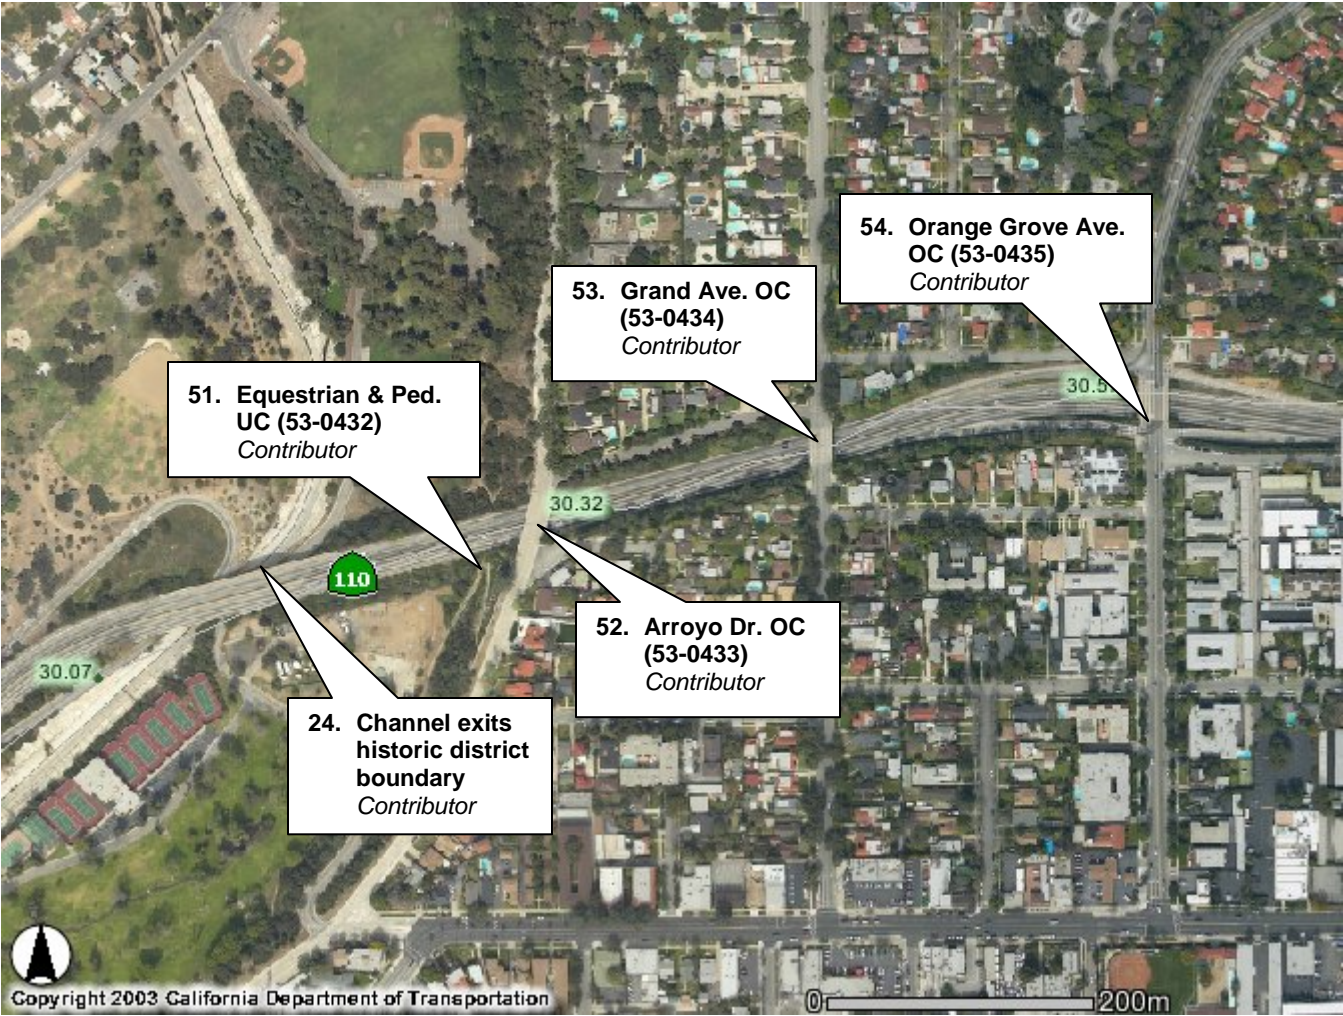 54. Orange Grove Ave.
OC (53-0435)
Contributor
53. Grand Ave. OC
(53-0434)
Contributor
51. Equestrian & Ped.
UC (53-0432)
Contributor
30.32
110
52. Arroyo Dr. OC
(53-0433)
Contributor
30.07
24. Channel exits
historic district
boundary
Contributor
Copyright 2003 California Department of Transportation
0 200m